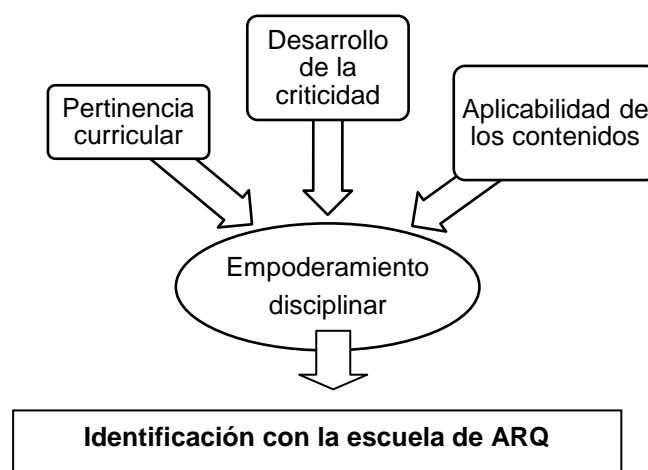 Desarrollo
de la
criticidad
Pertinencia
curricular
Aplicabilidad de
los contenidos
Empoderamiento
disciplinar
Identificación con la escuela de ARQ